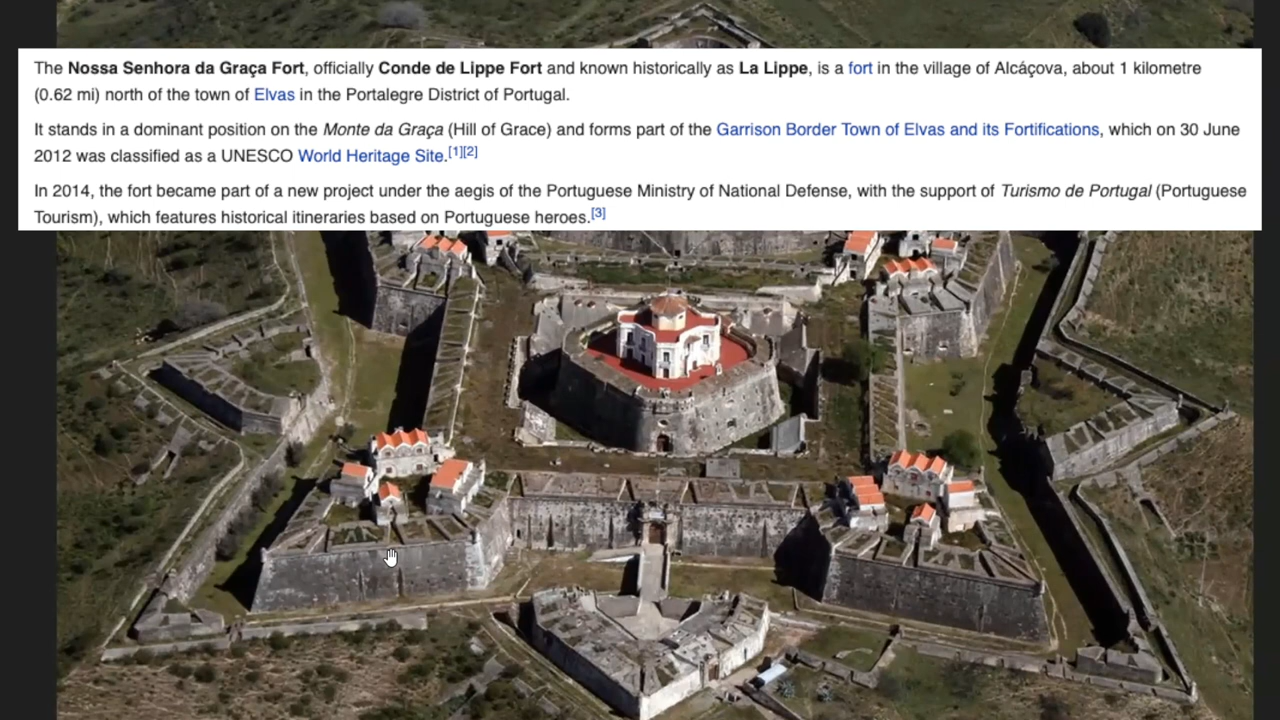 The Nossa Senhora da Graça Fort, officially Conde de Lippe Fort and known historically as La Lippe, is a fort in the village of Alcáçova, about 1 kilometre
(0.62 mi) north of the town of Elvas in the Portalegre District of Portugal.
It stands in a dominant position on the Monte da Graça (Hill of Grace) and forms part of the Garrison Border Town of Elvas and its Fortifications, which on 30 June
2012 was classified as a UNESCO World Heritage Site.[1][2]
In 2014, the fort became part of a new project under the aegis of the Portuguese Ministry of National Defense, with the support of Turismo de Portugal (Portuguese
Tourism), which features historical itineraries based on Portuguese heroes.[3]